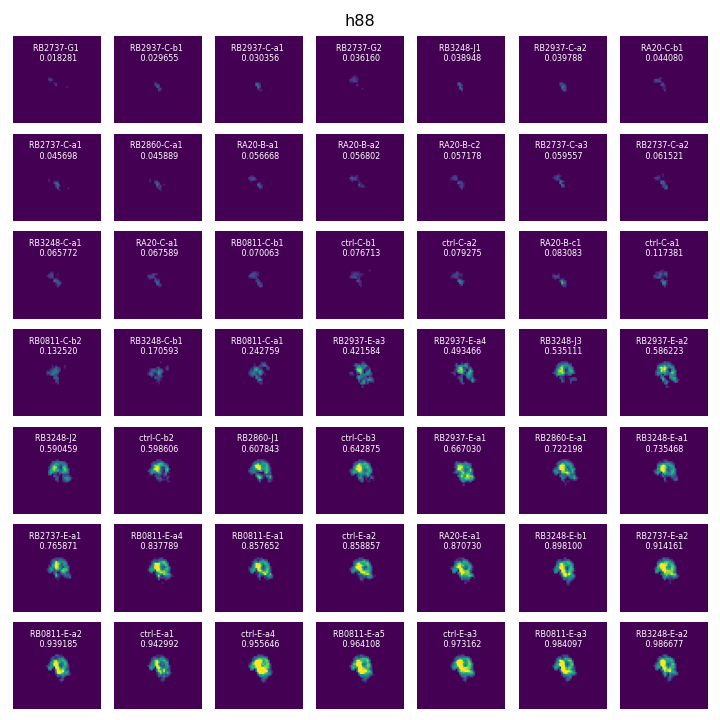 h88
RB2737-G1
0.018281
RB2937-C-b1
0.029655
RB2937-C-a1
0.030356
RB2737-G2
0.036160
RB3248-J1
0.038948
RB2937-C-a2
0.039788
RA20-C-b1
0.044080
RB2737-C-a1
0.045698
RB2860-C-a1
0.045889
RA20-B-a1
0.056668
RA20-B-a2
0.056802
RA20-B-c2
0.057178
RB2737-C-a3
0.059557
RB2737-C-a2
0.061521
RB3248-C-a1
0.065772
RA20-C-a1
0.067589
RB0811-C-b1
0.070063
ctrl-C-b1
0.076713
ctrl-C-a2
0.079275
RA20-B-c1
0.083083
ctrl-C-a1
0.117381
RB0811-C-b2
0.132520
RB3248-C-b1
0.170593
RB0811-C-a1
0.242759
RB2937-E-a3
0.421584
RB2937-E-a4
0.493466
RB3248-J3
0.535111
RB2937-E-a2
0.586223
RB3248-J2
0.590459
ctrl-C-b2
0.598606
RB2860-J1
0.607843
ctrl-C-b3
0.642875
RB2937-E-a1
0.667030
RB2860-E-a1
0.722198
RB3248-E-a1
0.735468
RB2737-E-a1
0.765871
RB0811-E-a4
0.837789
RB0811-E-a1
0.857652
ctrl-E-a2
0.858857
RA20-E-a1
0.870730
RB3248-E-b1
0.898100
RB2737-E-a2
0.914161
RB0811-E-a2
0.939185
ctrl-E-a1
0.942992
ctrl-E-a4
0.955646
RB0811-E-a5
0.964108
ctrl-E-a3
0.973162
RB0811-E-a3
0.984097
RB3248-E-a2
0.986677